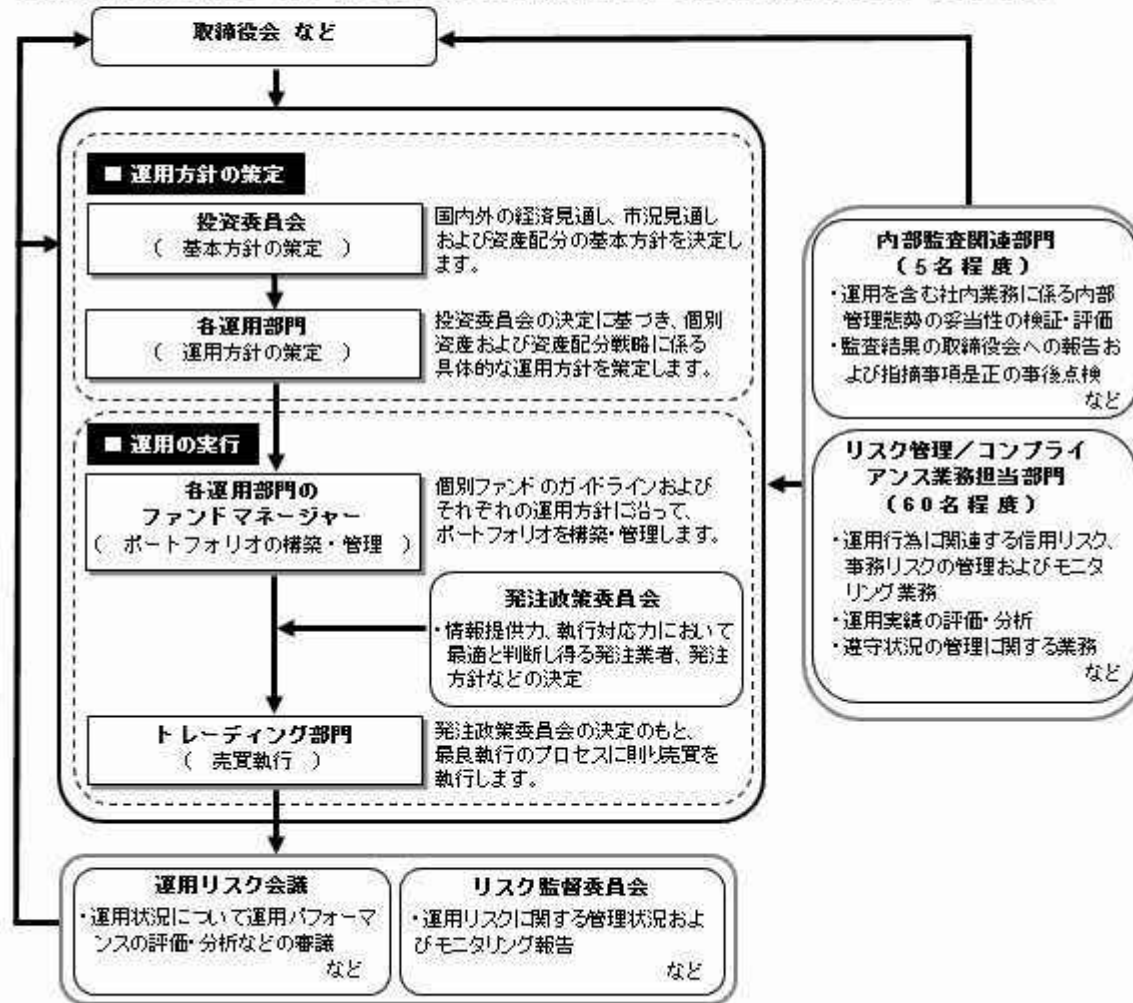 取締役会 など
■ 運用方針の策定
投資委員会
( 基本方針の策定 )
国内外の経済見通し、市況見通し
および資産配分の基本方針を決定し
ます。
各運用部門
( 運用方針の策定 )
投資委員会の決定に基づき、個別
資産および資産配分戦略に係る
具体的な運用方針を策定します。
■ 運用の実行
各運用部門の
ファンドマネージャー
( ポートフォリオの構築・管理 )
個別ファンドのガイドラインおよび
それぞれの運用方針に沿って、
ポートフォリオを構築・管理します。
発注政策委員会
・情報提供力、執行対応力において
最適と判断し得る発注業者、発注
方針などの決定
トレーディング部門
( 売買執行 )
発注政策委員会の決定のもと、
最良執行のプロセスに則り売買を
執行します。
内部監査関連部門
(5名程度)
・運用を含む社内業務に係る内部
管理態勢の妥当性の検証・評価
・監査結果の取締役会への報告お
よび指摘事項是正の事後点検
など
リスク管理/コンプライ
アンス業務担当部門
(60名程度)
・運用行為に関連する信用リスク、
事務リスクの管理およびモニタ
リング業務
・運用実績の評価・分析
・遵守状況の管理に関する業務
など
運用リスク会議
・運用状況について運用パフォーマ
ンスの評価・分析などの審議
など
リスク監督委員会
・運用リスクに関する管理状況およ
びモニタリング報告
など